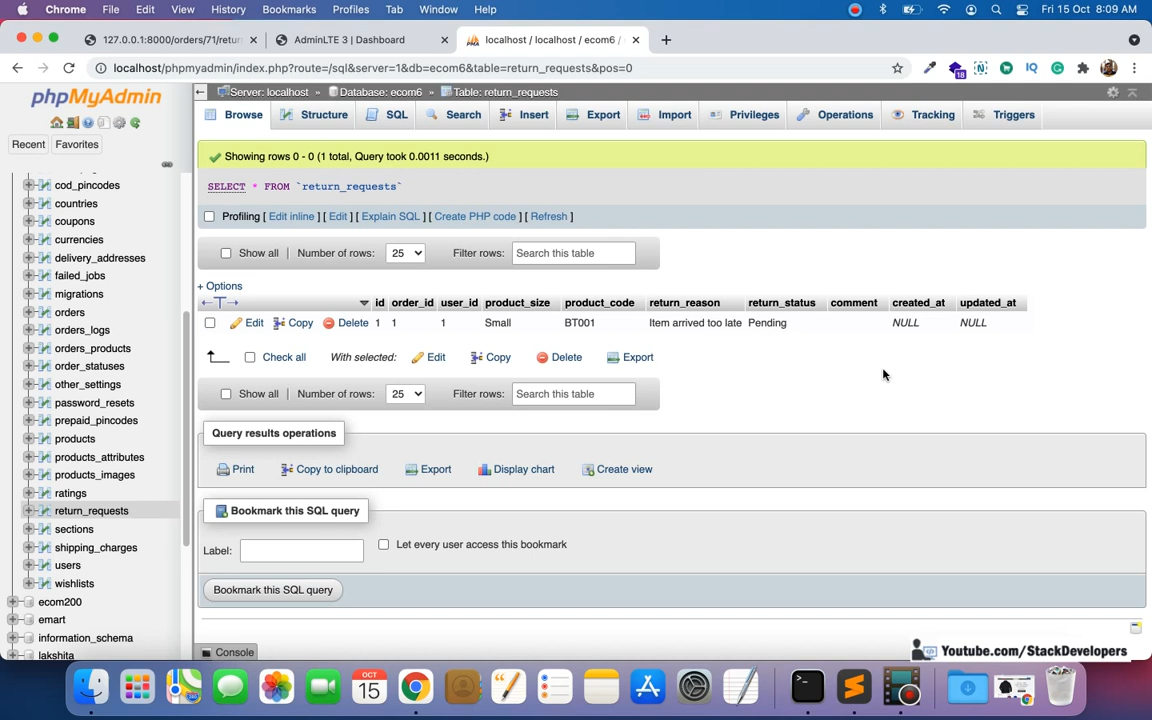 Chrome File Edit View History Bookmarks Profiles Tab Window Help Fri 15 Oct 8:09 AM
127.0.0.1:8000/orders/71/retur
AdminLTE 3 | Dashboard
localhost / localhost / ecom6 /
localhost/phpmyadmin/index.php?route=/sql&server=1&db=ecom6&table=return_requests&pos=0
18
IQ
phpMyAdmin
Recent Favorites
cod_pincodes
countries
coupons
currencies
delivery_addresses
failed_jobs
migrations
orders
orders_logs
orders_products
order_statuses
other_settings
password_resets
prepaid_pincodes
products
products_attributes
products_images
ratings
return_requests
sections
shipping_charges
users
wishlists
ecom200
emart
information_schema
lakshita
Server: localhost » Database: ecom6 » Table: return_requests
Browse Structure SQL Search Insert Export Import Privileges Operations Tracking Triggers
Showing rows 0 - 0 (1 total, Query took 0.0011 seconds.)
SELECT * FROM `return_requests`
Profiling [ Edit inline ] [ Edit ] [ Explain SQL ] [ Create PHP code ] [ Refresh ]
Show all | Number of rows: 25 Filter rows: Search this table
+ Options
id order_id user_id product_size product_code return_reason return_status comment created_at updated_at
Edit Copy Delete 1 1 1 Small BT001 Item arrived too late Pending NULL NULL
Check all With selected: Edit Copy Delete Export
Show all | Number of rows: 25 Filter rows: Search this table
Query results operations
Print Copy to clipboard Export Display chart Create view
Bookmark this SQL query
Label: Let every user access this bookmark
Bookmark this SQL query
Console
Youtube.com/StackDevelopers
OCT
15